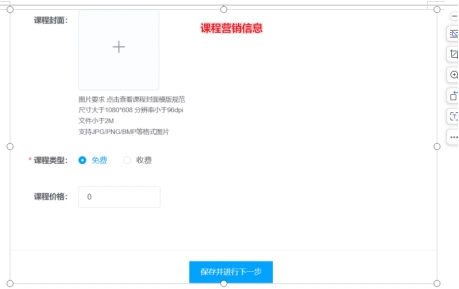 课程封面：
课程营销信息
图片要求 点击查看课程封面模版规范
尺寸大于1080*608 分辨率小于96dpi
文件小于2M
支持JPG/PNG/BMP等格式图片
* 课程类型： 免费 收费
课程价格： 0
保存并进行下一步